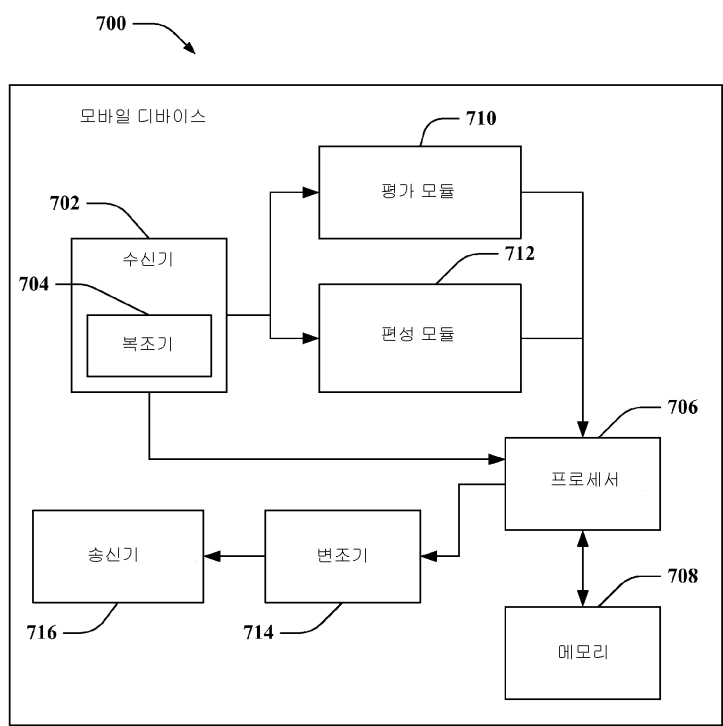 700
모바일 디바이스
710
평가 모듈
702
수신기
712
704
복조기
편성 모듈
706
프로세서
송신기
변조기
708
716
714
메모리